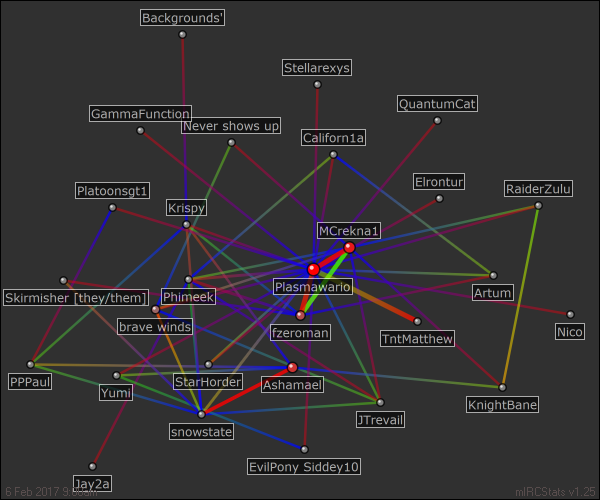 Backgrounds'
Stellarexys
QuantumCat
GammaFunction
Never shows up
Californ1a
Elrontur
RaiderZulu
Platoonsgt1
Krispy
MCrekna1
Plasmawario
Artum
Skirmisher [they/them]
Phimeek
brave winds
fzeroman
TntMatthew
Nico
PPPaul
Yumi
StarHorder
Ashamael
KnightBane
JTrevail
snowstate
EvilPony Siddey10
Jay2a
6 Feb 2017
mIRCStats v1.25